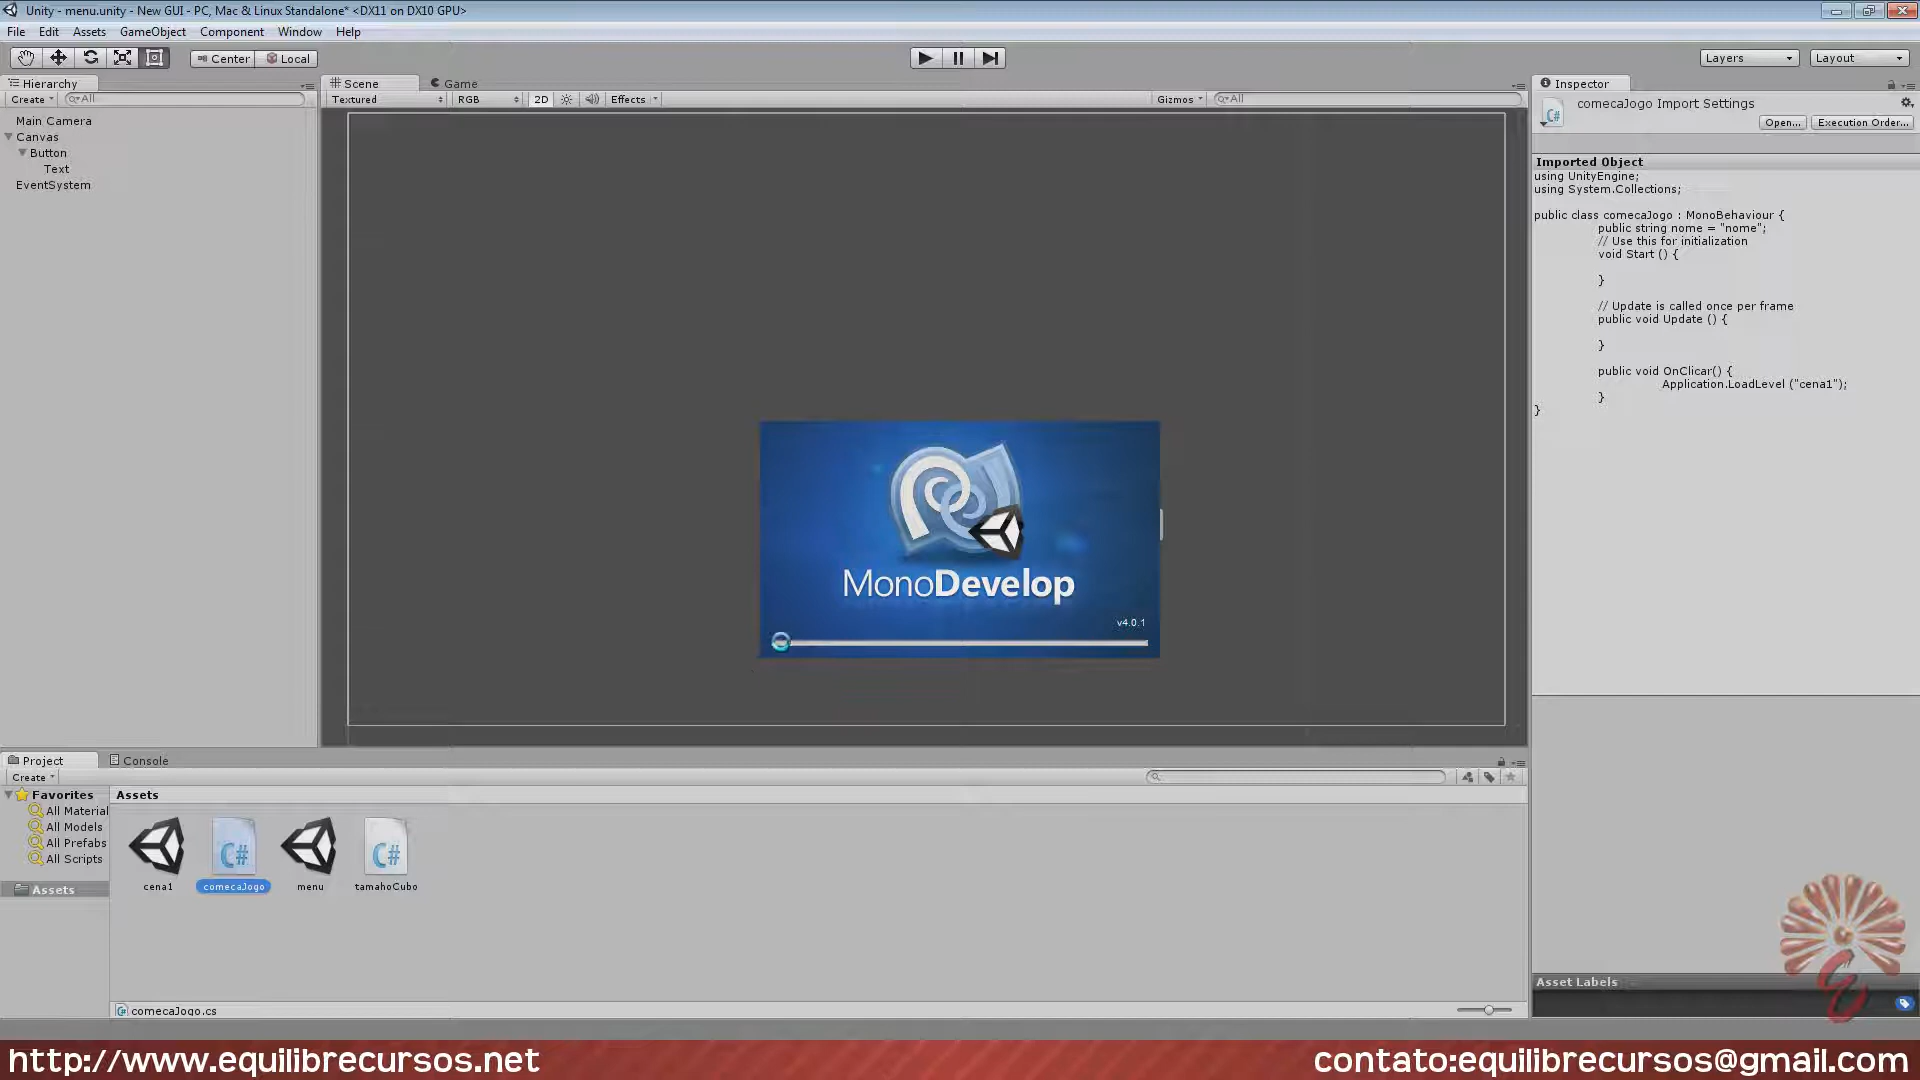 Unity - menu.unity - New GUI - PC, Mac & Linux Standalone* <DX11 on DX10 GPU>
File Edit Assets GameObject Component Window Help
Center Local Layers Layout
Hierarchy Scene Game Inspector
Create All Textured RGB 2D Effects Gizmos All
comecaJogo Import Settings
Open... Execution Order...
Main Camera
Canvas
Button
Text
EventSystem
Imported Object
using UnityEngine;
using System.Collections;
public class comecaJogo : MonoBehaviour {
public string nome = "nome";
// Use this for initialization
void Start () {
}
// Update is called once per frame
public void Update () {
}
public void OnClicar() {
Application.LoadLevel ("cena1");
}
}
C#
MonoDevelop
v4.0.1
Project Console
Create
Favorites
All Material
All Models
All Prefabs
All Scripts
Assets
Assets
C# C#
cena1 comecaJogo menu tamahoCubo
comecaJogo.cs
Asset Labels
http://www.equilibrecursos.net
contato:equilibrecursos@gmail.com